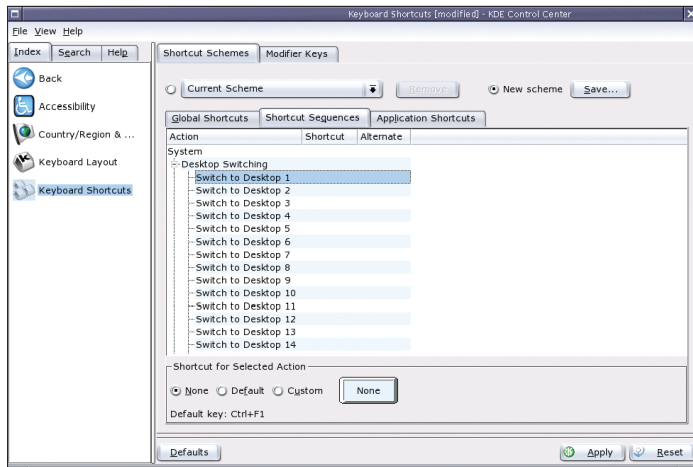 Keyboard Shortcuts [modified] - KDE Control Center
File View Help
Index Search Help
Back
Accessibility
Country/Region & ...
Keyboard Layout
Keyboard Shortcuts
Shortcut Schemes Modifier Keys
Current Scheme Remove New scheme Save...
Global Shortcuts Shortcut Sequences Application Shortcuts
Action Shortcut Alternate
System
Desktop Switching
Switch to Desktop 1
Switch to Desktop 2
Switch to Desktop 3
Switch to Desktop 4
Switch to Desktop 5
Switch to Desktop 6
Switch to Desktop 7
Switch to Desktop 8
Switch to Desktop 9
Switch to Desktop 10
Switch to Desktop 11
Switch to Desktop 12
Switch to Desktop 13
Switch to Desktop 14
Shortcut for Selected Action
None Default Custom None
Default key: Ctrl+F1
Defaults Apply Reset